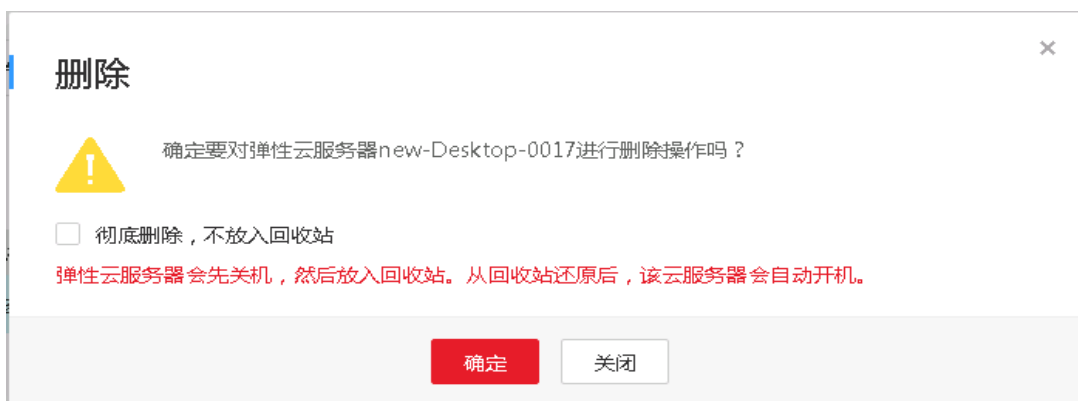 删除
确定要对弹性云服务器new-Desktop-0017进行删除操作吗？
彻底删除，不放入回收站
弹性云服务器会先关机，然后放入回收站。从回收站还原后，该云服务器会自动开机。
确定
关闭